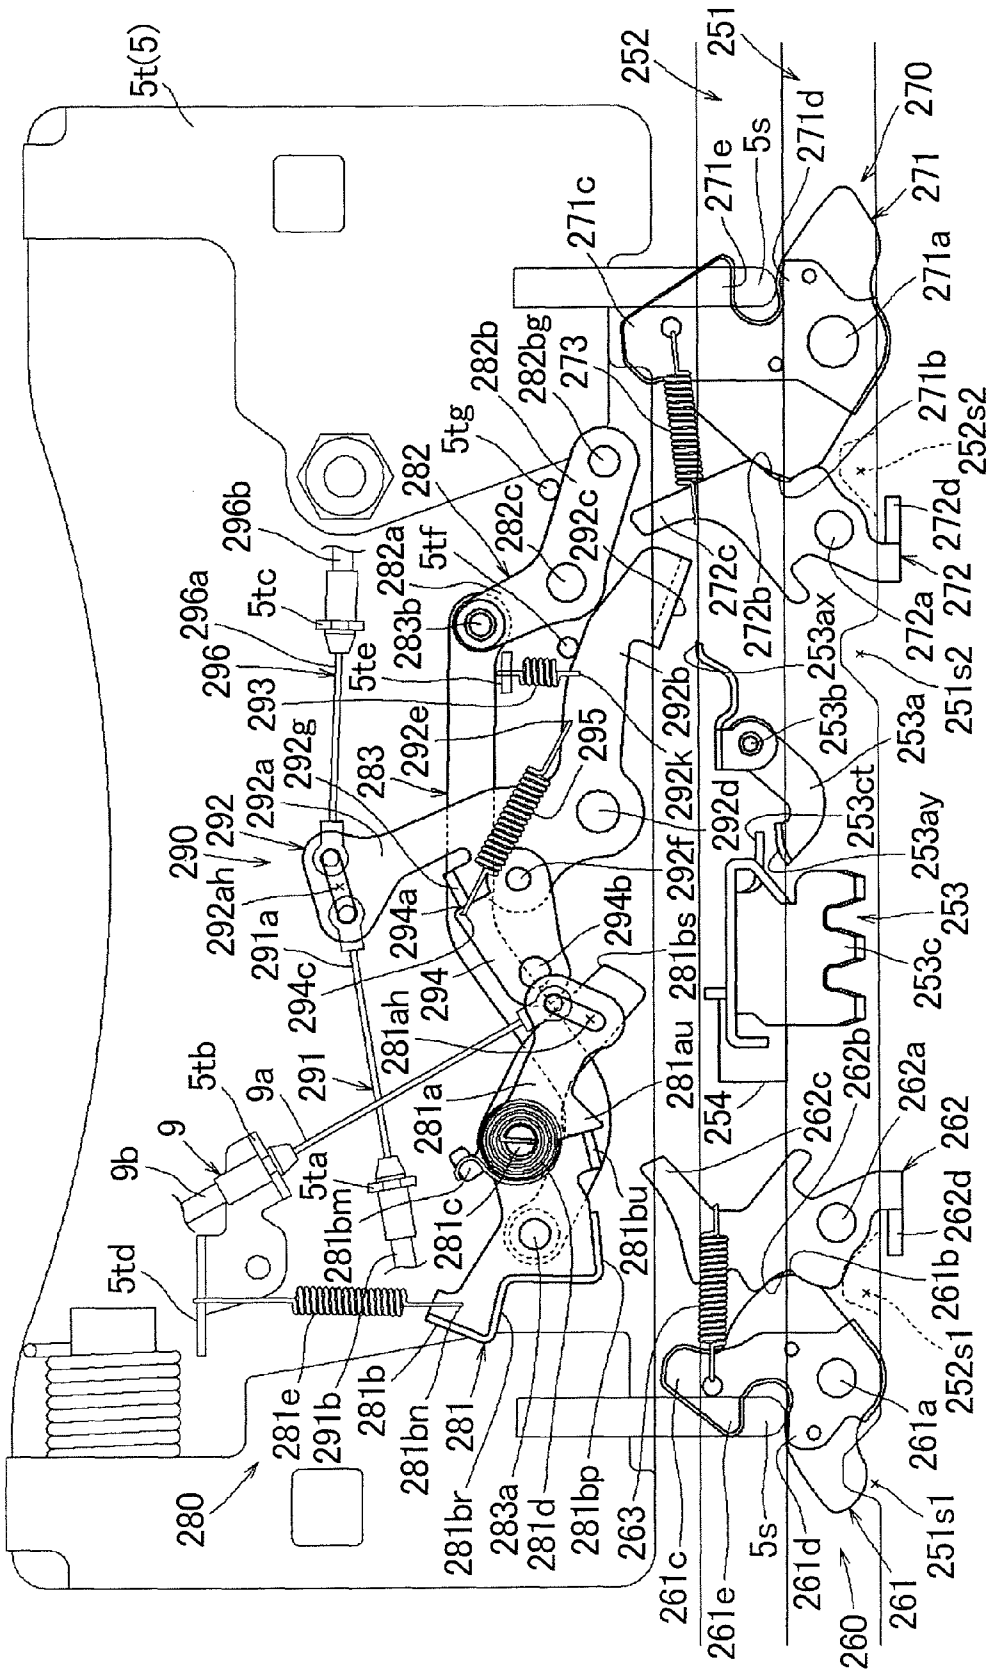 5t(5)
252
251
5s
271e
271d
270
271
271c
271a
273
271b
252s2
272d
272
272c
272b
272a
251s2
253ax
253b
253a
253ct
253ay
253
253c
254
262c
262b
262a
262
262d
261b
252s1
261a
251s1
261
260
261d
5s
261e
261c
263
281bp
281d
283a
281br
281
281bn
281b
291b
281e
280
5td
9b
9
5tb
9a
291
5ta
281bm
281c
281a
281ah
281bu
281au
281bs
294b
294
294c
294a
291a
292ah
290
292
292a
292g
283
292e
295
292f
292d
292k
292b
293
296
296a
5te
5tc
296b
283b
282a
5tf
282c
292c
282
5tg
282b
282bg